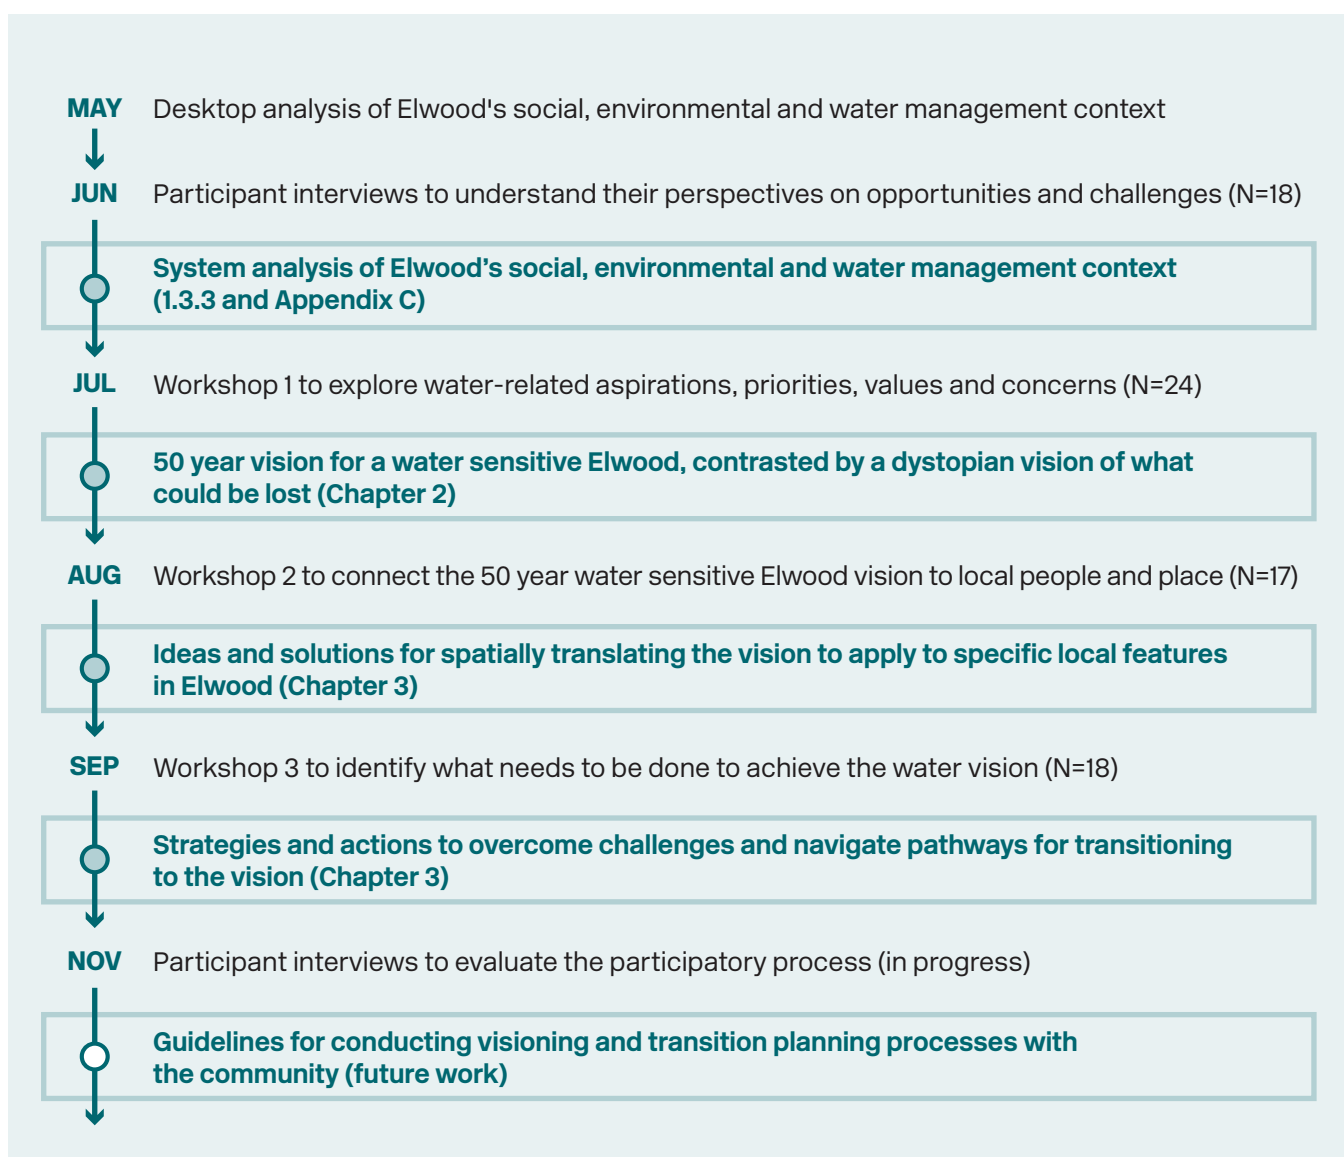 MAY Desktop analysis of Elwood's social, environmental and water management context
JUN Participant interviews to understand their perspectives on opportunities and challenges (N=18)
System analysis of Elwood’s social, environmental and water management context
(1.3.3 and Appendix C)
JUL Workshop 1 to explore water-related aspirations, priorities, values and concerns (N=24)
50 year vision for a water sensitive Elwood, contrasted by a dystopian vision of what
could be lost (Chapter 2)
AUG Workshop 2 to connect the 50 year water sensitive Elwood vision to local people and place (N=17)
Ideas and solutions for spatially translating the vision to apply to specific local features
in Elwood (Chapter 3)
SEP Workshop 3 to identify what needs to be done to achieve the water vision (N=18)
Strategies and actions to overcome challenges and navigate pathways for transitioning
to the vision (Chapter 3)
NOV Participant interviews to evaluate the participatory process (in progress)
Guidelines for conducting visioning and transition planning processes with
the community (future work)